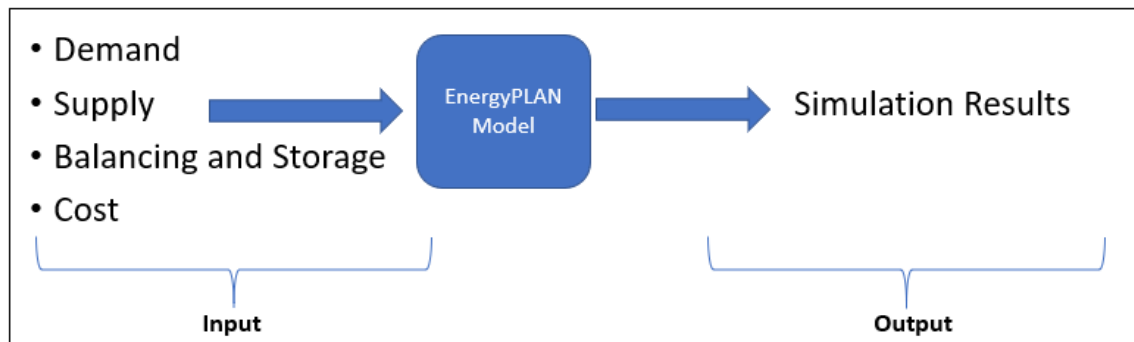 • Demand
• Supply
• Balancing and Storage
• Cost
EnergyPLAN
Model
Simulation Results
Input
Output